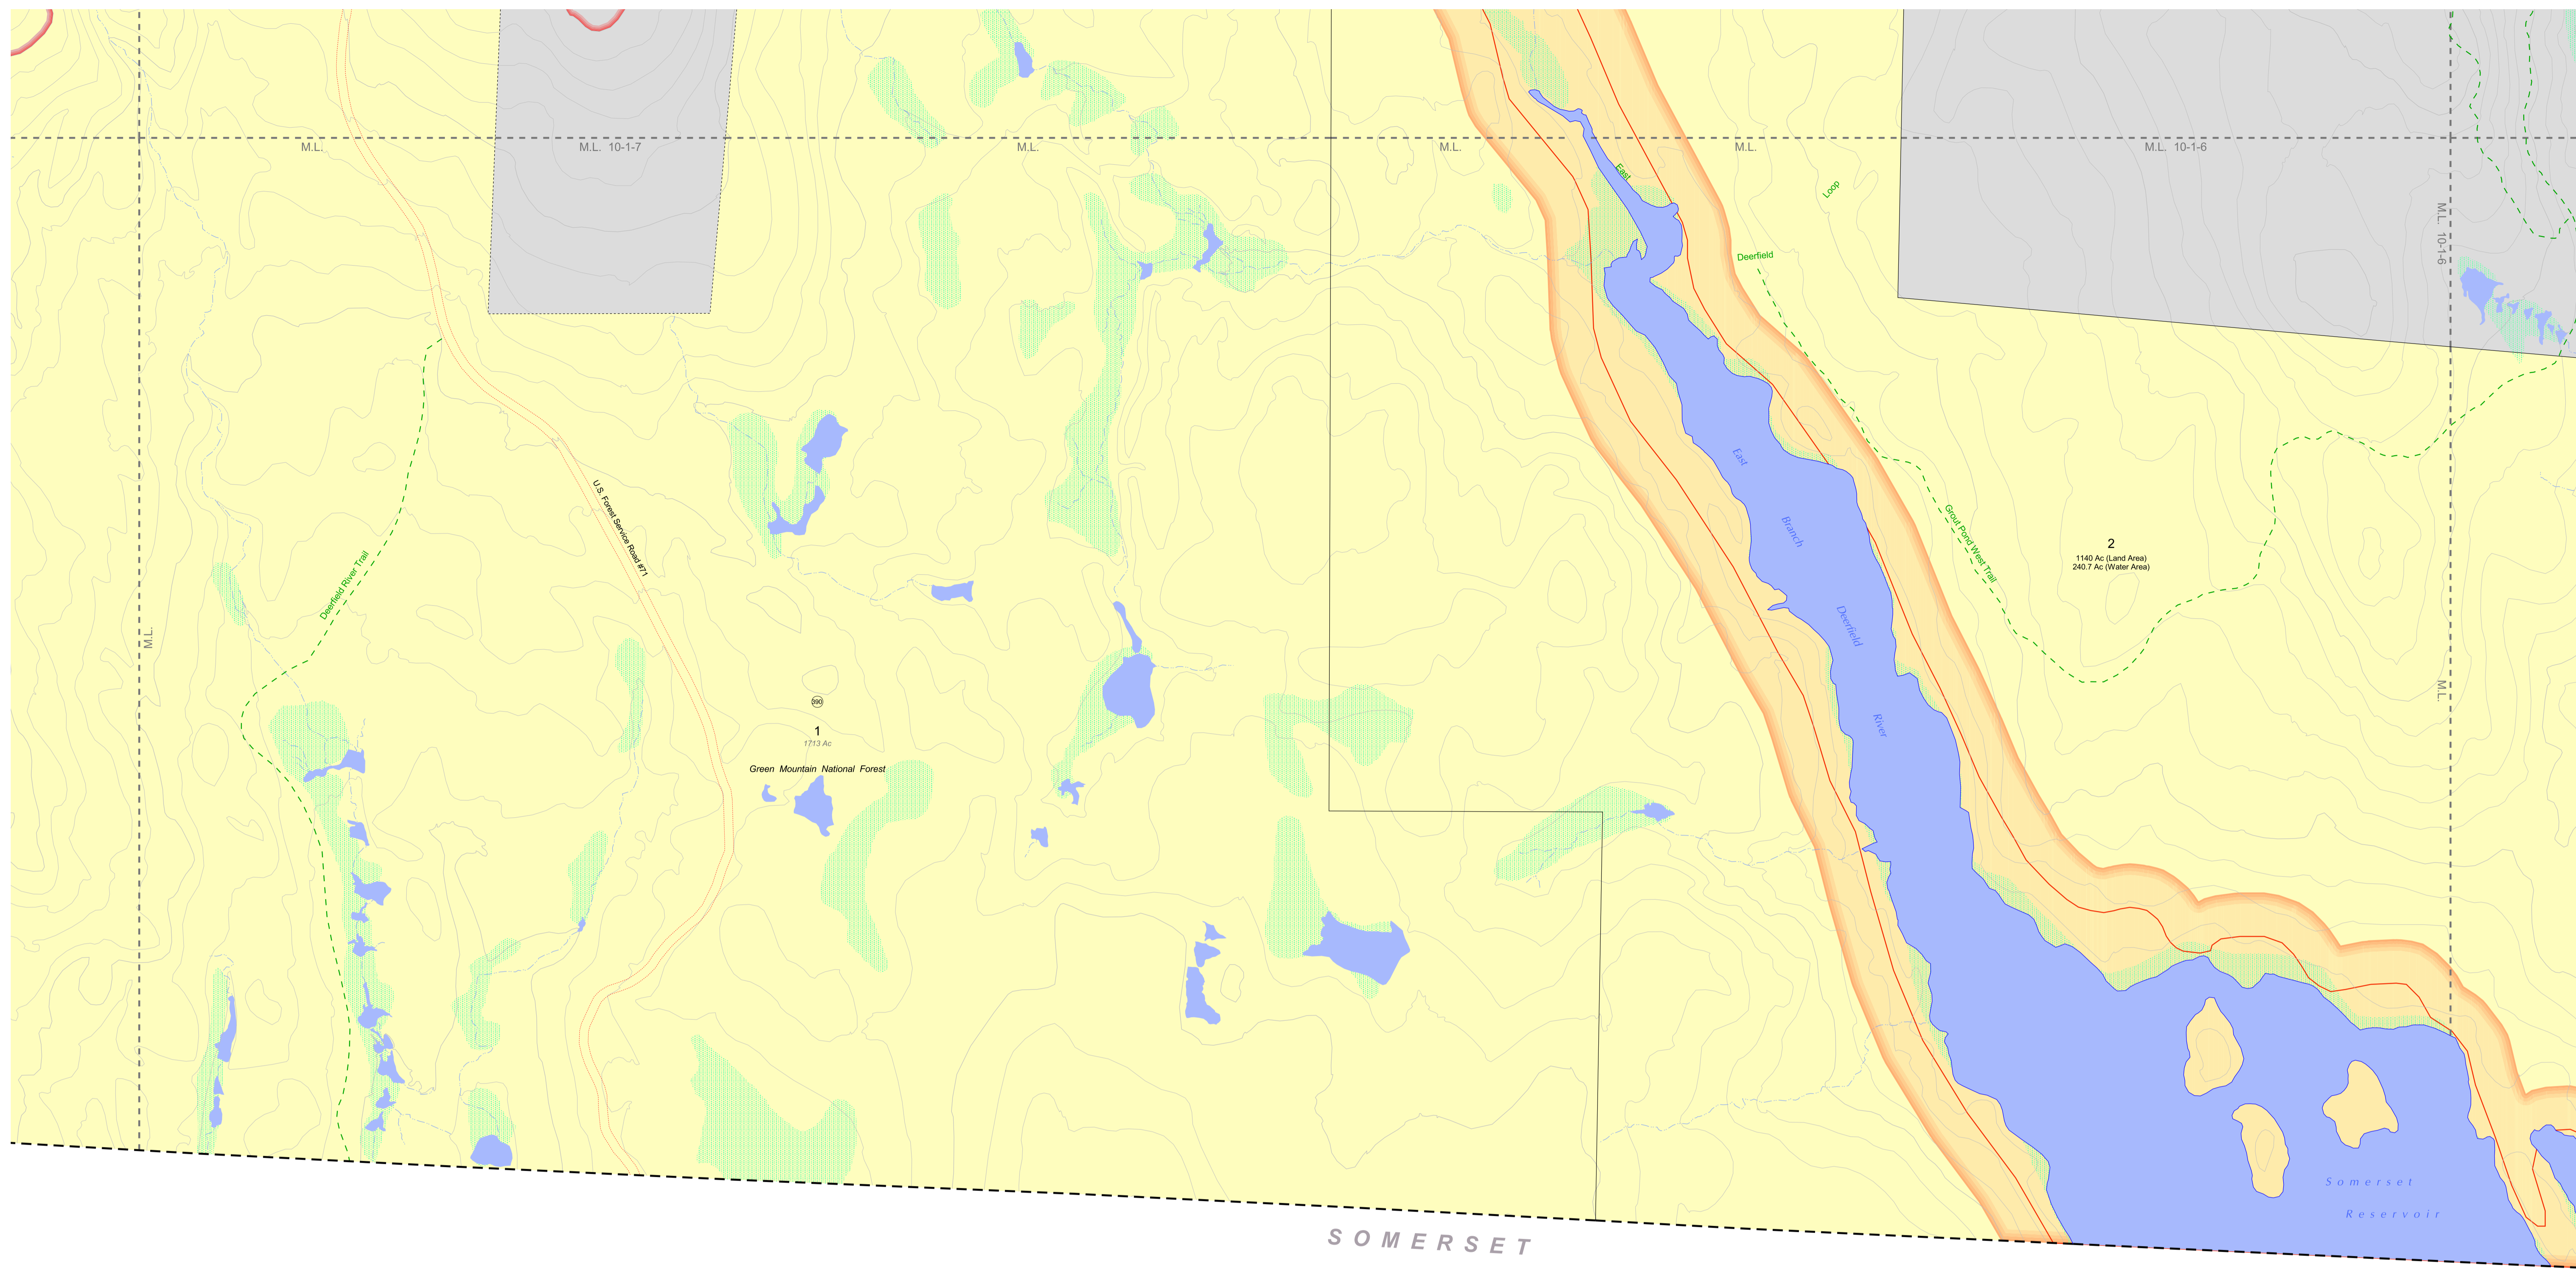 M.L.
M.L. 10-1-7
M.L.
M.L.
M.L.
M.L. 10-1-6
East
Loop
Deerfield
M.L. 10-1-6
U.S. Forest Service Road #71
Deerfield River Trail
East
Branch
Deerfield
River
Grout Pond West Trail
2
1140 Ac (Land Area)
240.7 Ac (Water Area)
M.L.
M.L.
390
1
1713 Ac
Green Mountain National Forest
Somerset
Reservoir
SOMERSET